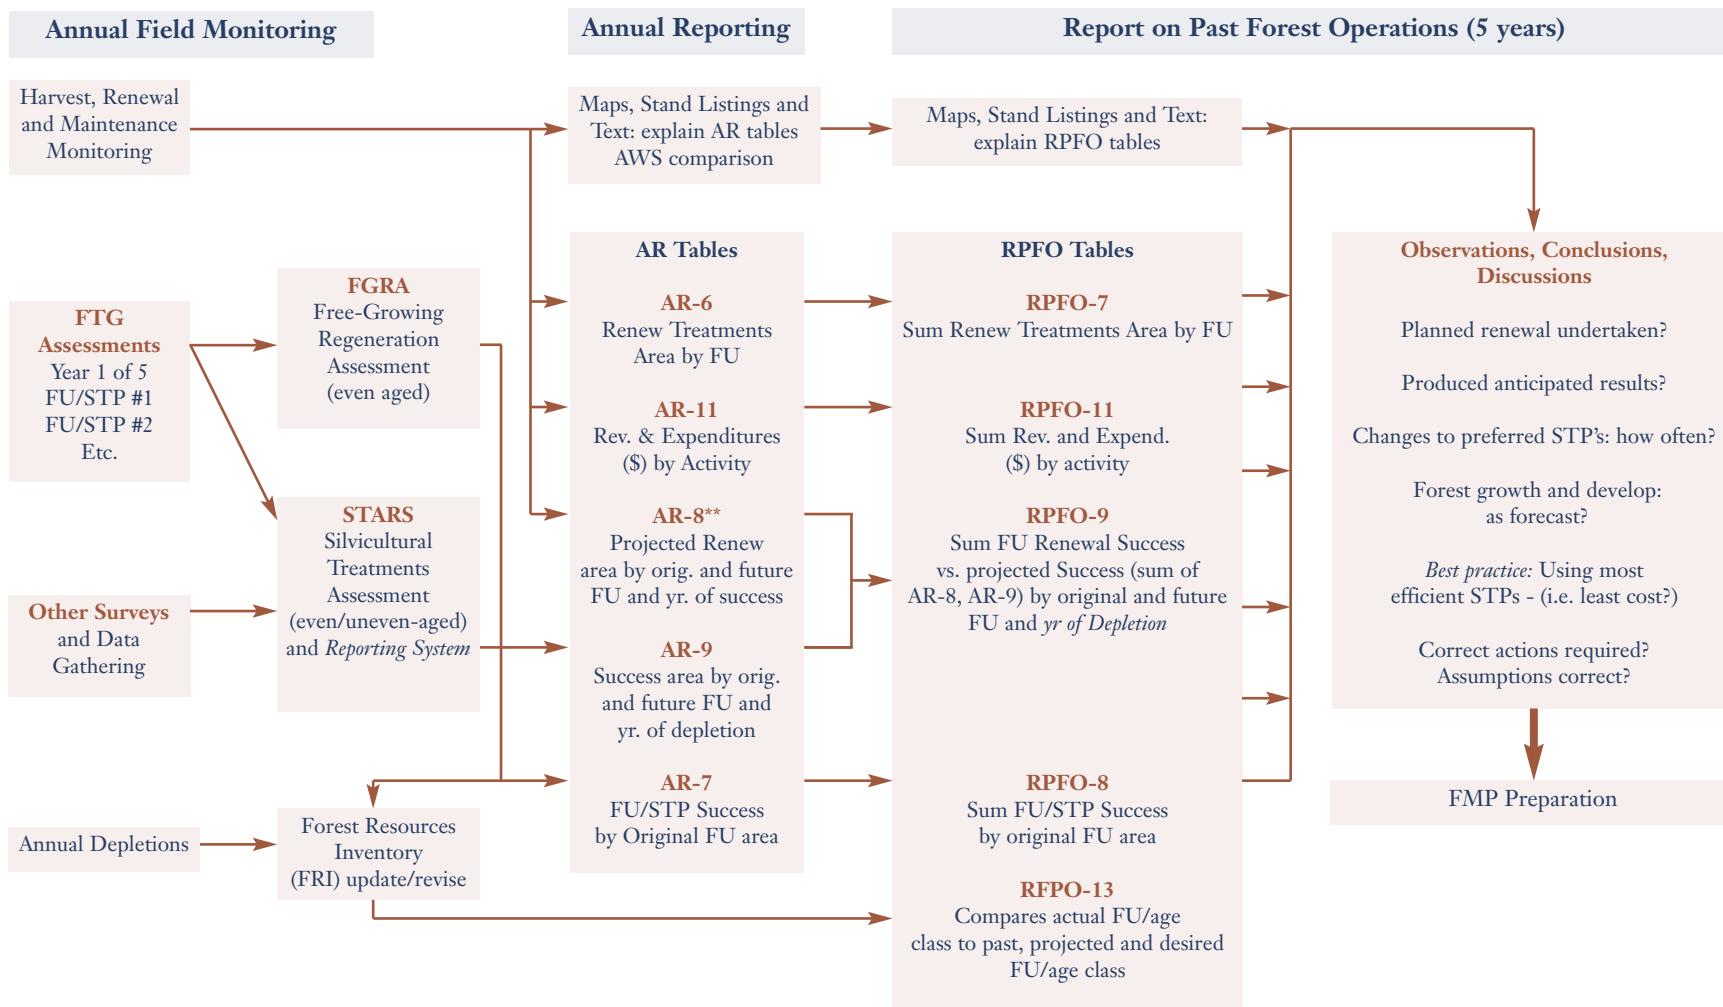 Annual Field Monitoring
Annual Reporting
Report on Past Forest Operations (5 years)
Harvest, Renewal
and Maintenance
Monitoring
Maps, Stand Listings and
Text: explain AR tables
AWS comparison
Maps, Stand Listings and Text:
explain RPFO tables
FTG
Assessments
Year 1 of 5
FU/STP #1
FU/STP #2
Etc.
Other Surveys
and Data
Gathering
Annual Depletions
FGRA
Free-Growing
Regeneration
Assessment
(even aged)
STARS
Silvicultural
Treatments
Assessment
(even/uneven-aged)
and Reporting System
Forest Resources
Inventory
(FRI) update/revise
AR Tables
AR-6
Renew Treatments
Area by FU
AR-11
Rev. & Expenditures
($) by Activity
AR-8**
Projected Renew
area by orig. and future
FU and yr. of success
AR-9
Success area by orig.
and future FU and
yr. of depletion
AR-7
FU/STP Success
by Original FU area
RPFO Tables
RPFO-7
Sum Renew Treatments Area by FU
RPFO-11
Sum Rev. and Expend.
($) by activity
RPFO-9
Sum FU Renewal Success
vs. projected Success (sum of
AR-8, AR-9) by original and future
FU and yr of Depletion
RPFO-8
Sum FU/STP Success
by original FU area
RFPO-13
Compares actual FU/age
class to past, projected and desired
FU/age class
Observations, Conclusions,
Discussions
Planned renewal undertaken?
Produced anticipated results?
Changes to preferred STP's: how often?
Forest growth and develop:
as forecast?
Best practice: Using most
efficient STPs - (i.e. least cost?)
Correct actions required?
Assumptions correct?
FMP Preparation